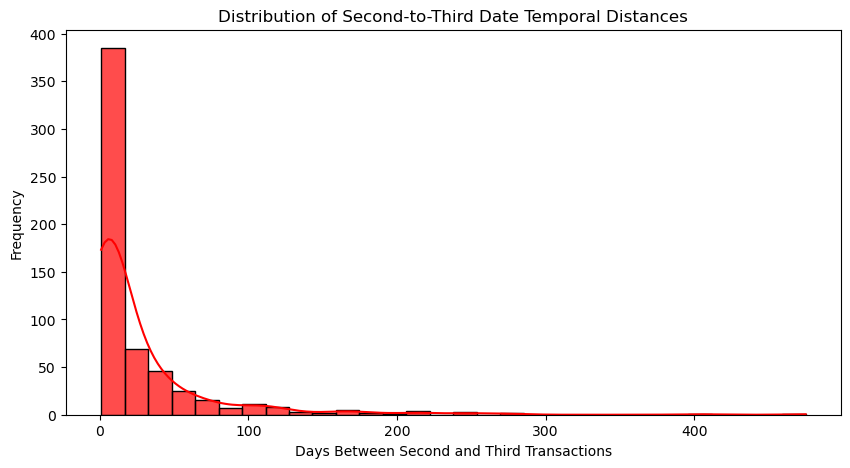 Distribution of Second-to-Third Date Temporal Distances
400
350
300
250
200
150
100
50
0
Frequency
0 100 200 300 400
Days Between Second and Third Transactions